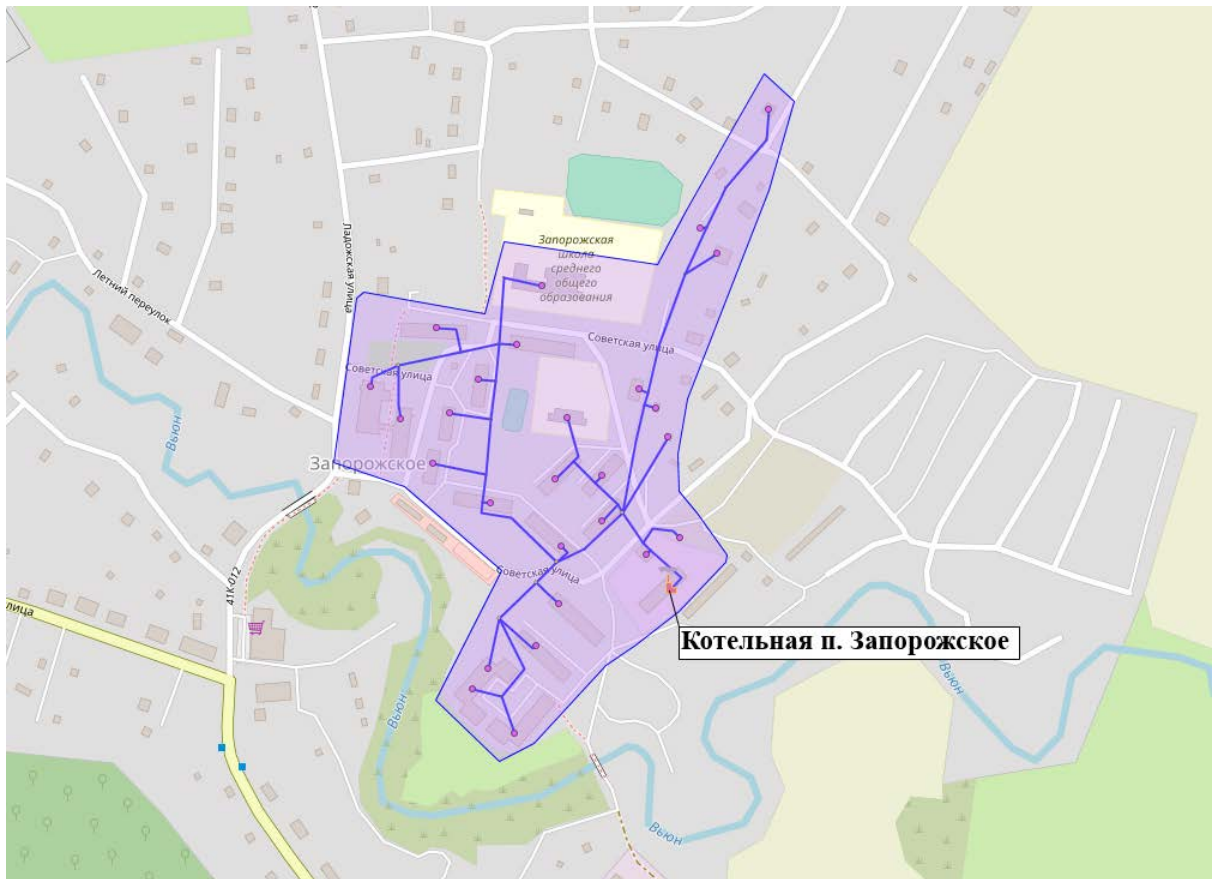 Запорожская
школа
среднего
общего
образования
Ладожская улица
Летний переулок
Советская улица
Советская улица
Вьюн
Запорожское
41К-012
Советская улица
улица
Котельная п. Запорожское
Вьюн
Вьюн
Вьюн